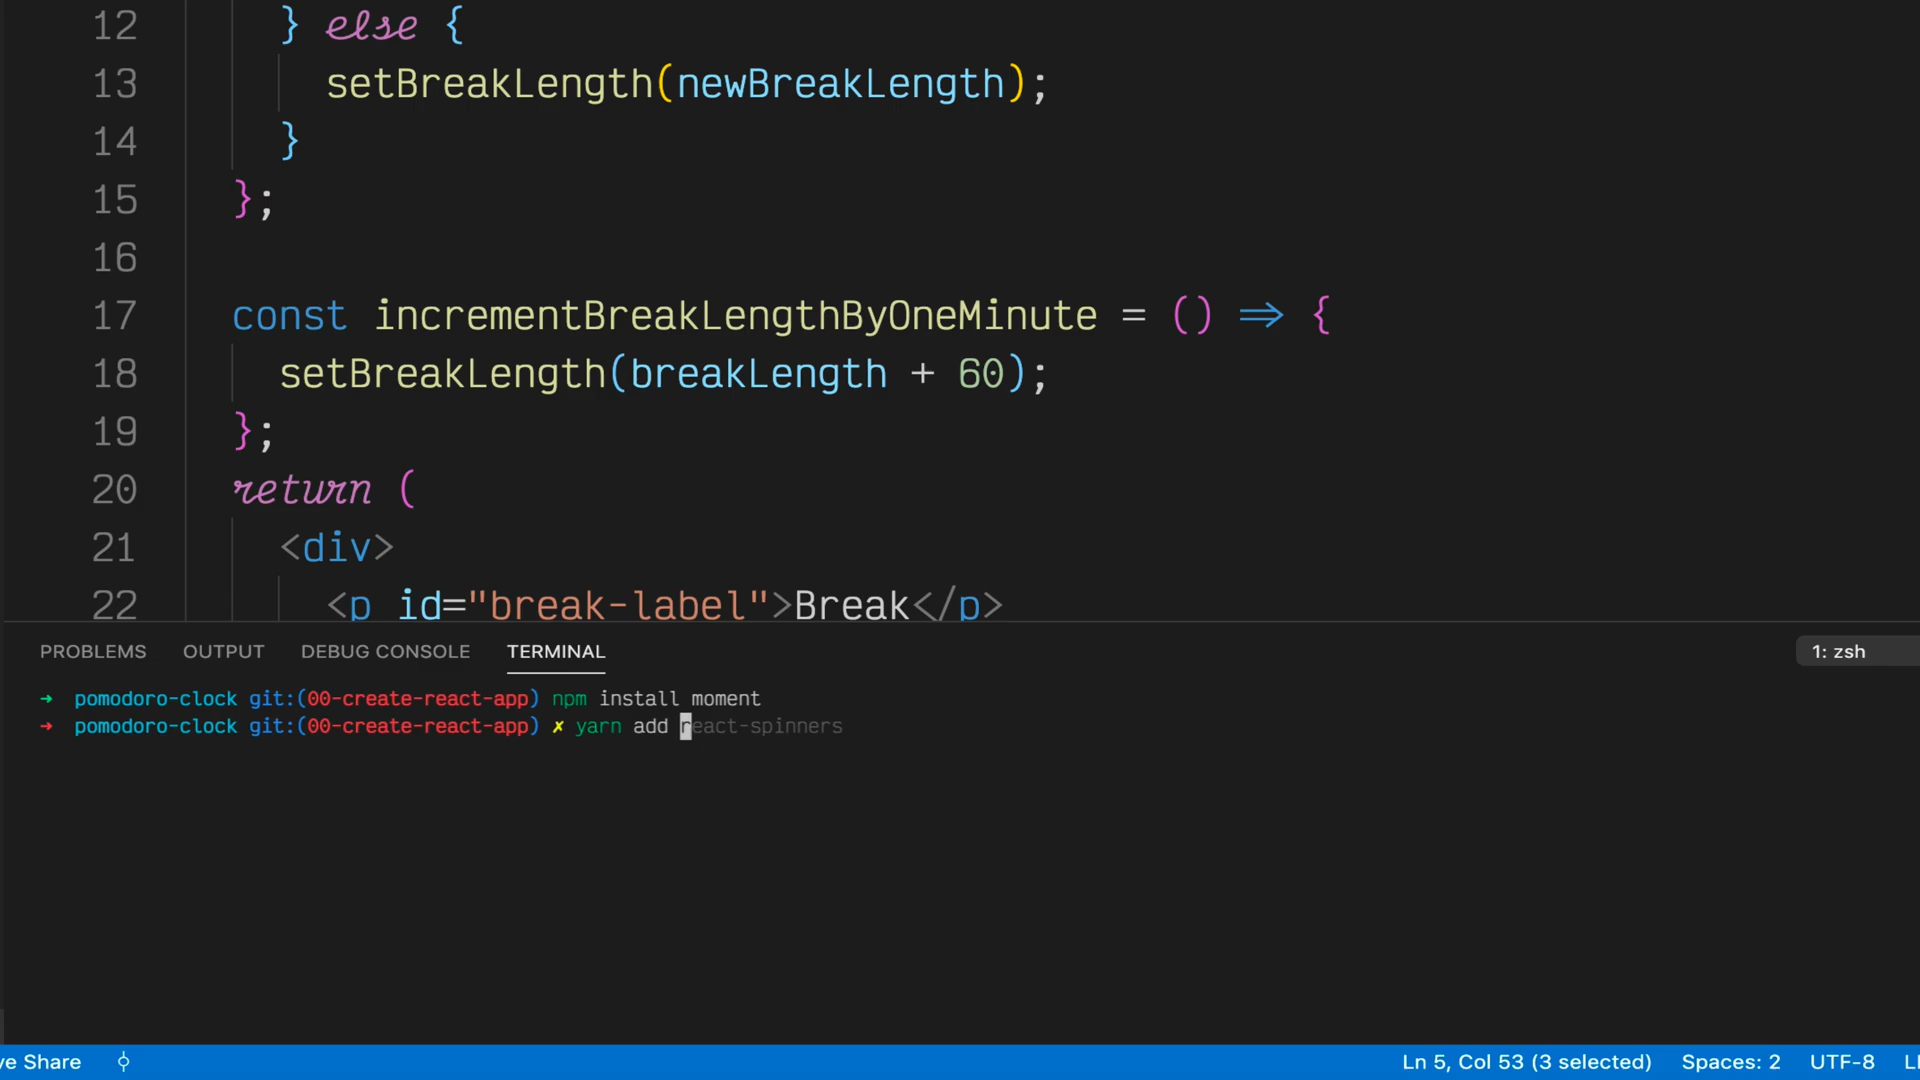 12 } else {
13 setBreakLength(newBreakLength);
14 }
15 };
16
17 const incrementBreakLengthByOneMinute = () => {
18 setBreakLength(breakLength + 60);
19 };
20 return (
21 <div>
22 <p id="break-label">Break</p>
PROBLEMS OUTPUT DEBUG CONSOLE TERMINAL 1: zsh
→ pomodoro-clock git:(00-create-react-app) npm install moment
→ pomodoro-clock git:(00-create-react-app) ✗ yarn add react-spinners
ve Share Ln 5, Col 53 (3 selected) Spaces: 2 UTF-8